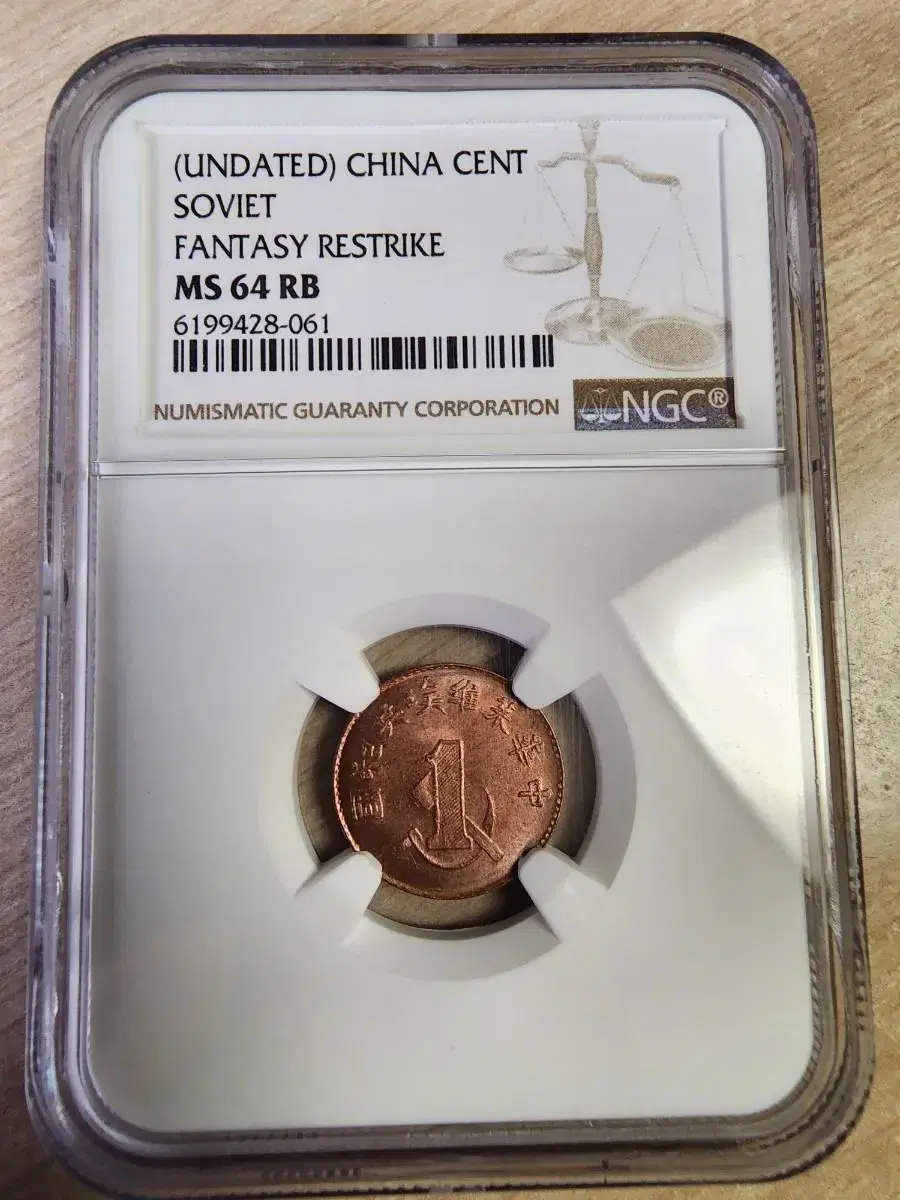 (UNDATED) CHINA CENT
SOVIET
FANTASY RESTRIKE
MS 64 RB
6199428-061
NUMISMATIC GUARANTY CORPORATION
NGC®
中華蘇維埃共和國
1